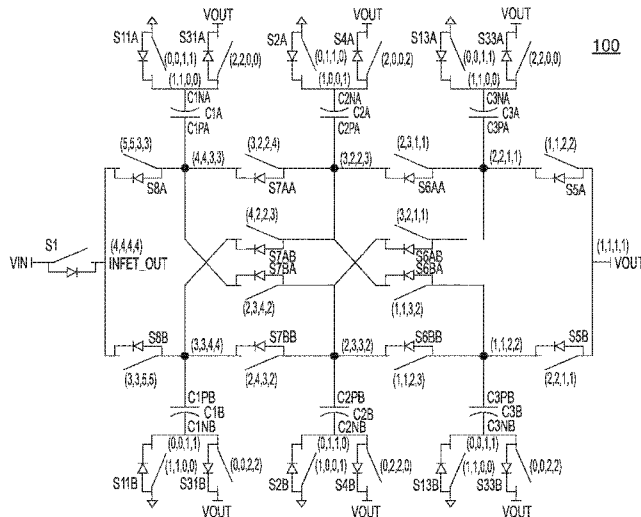 VOUT VOUT VOUT
S11A S31A S2A S4A S13A S33A 100
(0,0,1,1) (2,2,0,0) (0,1,1,0) (2,0,0,2) (0,0,1,1) (2,2,0,0)
(1,1,0,0) (1,0,0,1) (1,1,0,0)
C1NA C2NA C3NA
C1A C2A C3A
C1PA C2PA C3PA
(5,5,3,3) (4,4,3,3) (3,2,2,4) (3,2,2,3) (2,3,1,1) (2,2,1,1) (1,1,2,2)
S8A S7AA S6AA S5A
(4,2,2,3) (3,2,1,1)
S1 (4,4,4,4) S7AB S6AB (1,1,1,1)
VIN INFET_OUT S7BA S6BA VOUT
(2,3,4,2) (1,1,3,2)
S8B (3,3,4,4) S7BB (2,3,3,2) S6BB (1,1,2,2) S5B
(3,3,5,5) (2,4,3,2) (1,1,2,3) (2,2,1,1)
C1PB C2PB C3PB
C1B C2B C3B
C1NB C2NB C3NB
(0,0,1,1) (0,1,1,0) (0,0,1,1)
(1,1,0,0) (0,0,2,2) (1,0,0,1) (0,2,2,0) (1,1,0,0) (0,0,2,2)
S11B S31B S2B S4B S13B S33B
VOUT VOUT VOUT